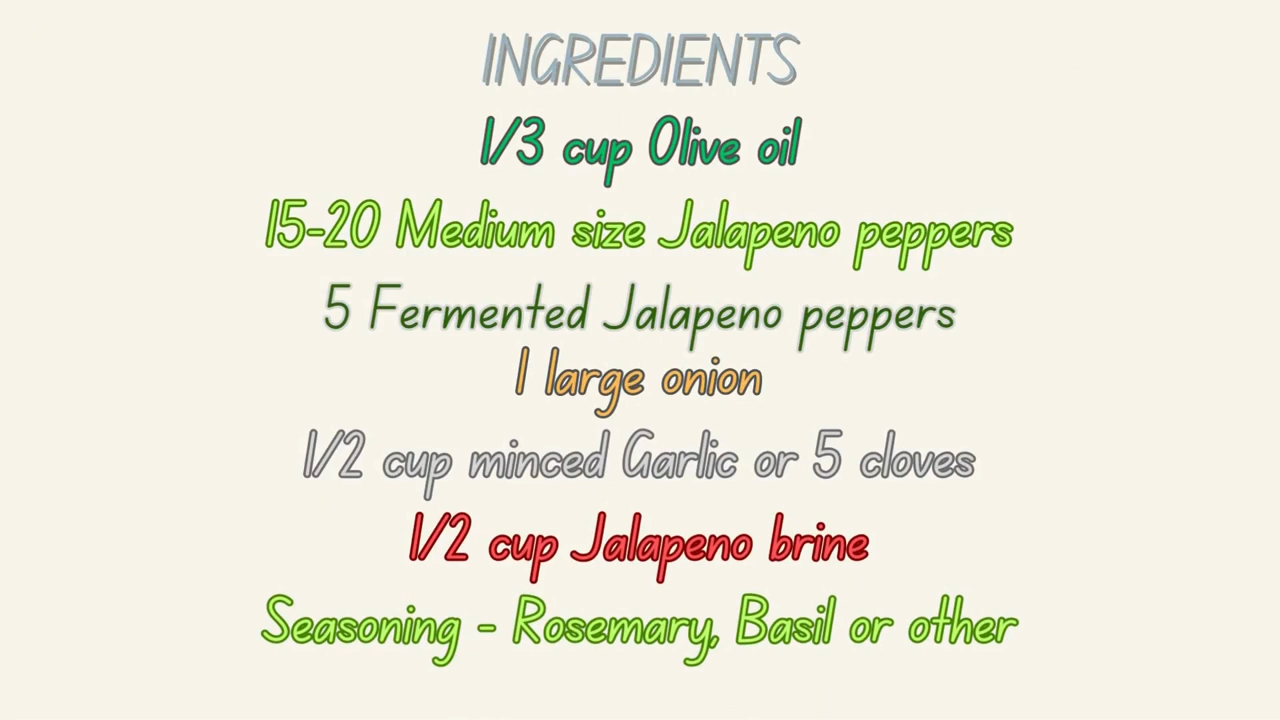 INGREDIENTS
1/3 cup Olive oil
15-20 Medium size Jalapeno peppers
5 Fermented Jalapeno peppers
1 large onion
1/2 cup minced Garlic or 5 cloves
1/2 cup Jalapeno brine
Seasoning - Rosemary, Basil or other